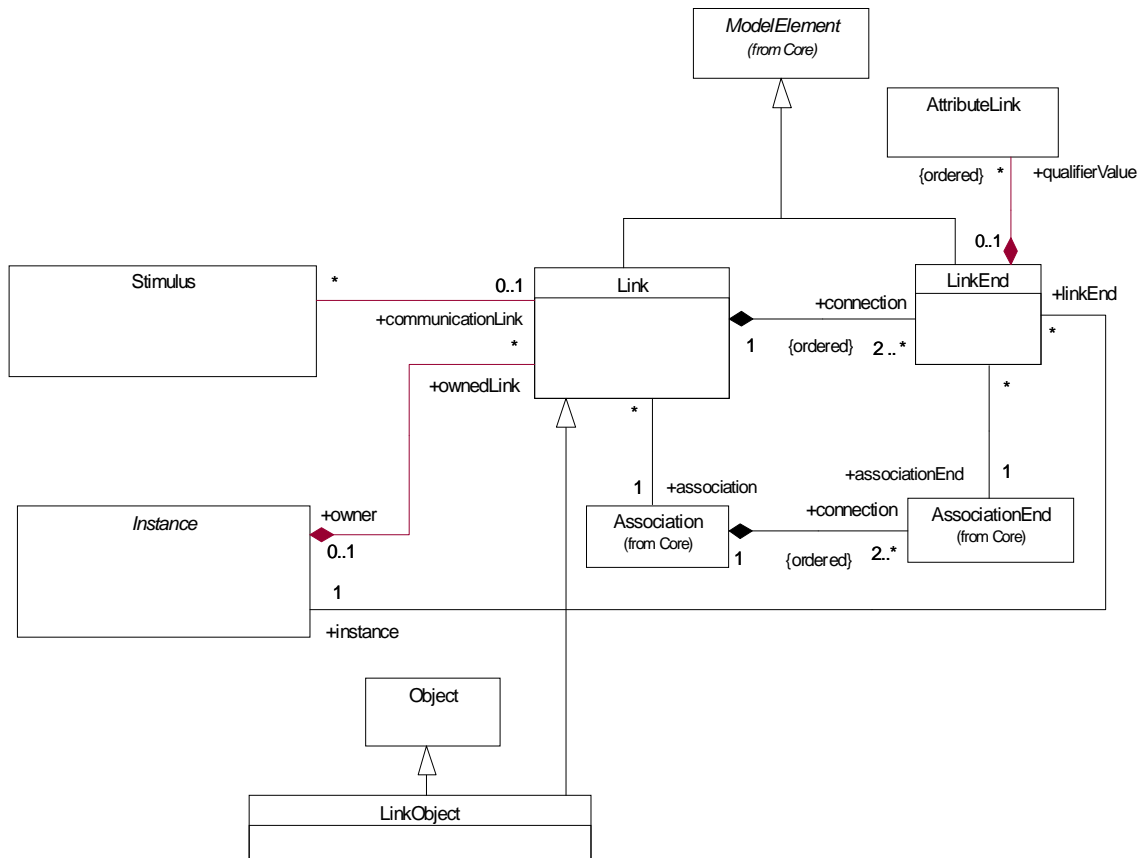 ModelElement
(from Core)
AttributeLink
{ordered}
*
+qualifierValue
0..1
Stimulus
*
0..1
+communicationLink
Link
LinkEnd
+linkEnd
*
+connection
1
{ordered}
2 ..*
*
+ownedLink
*
*
1
+association
+associationEnd
1
Instance
+owner
0..1
Association
(from Core)
+connection
1
{ordered}
2..*
AssociationEnd
(from Core)
1
+instance
Object
LinkObject